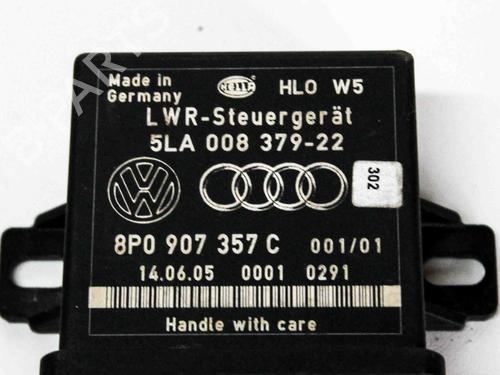 Made in
Germany
HELLA
HLO W5
LWR-Steuergerät
5LA 008 379-22
302
8P0 907 357 C 001/01
14.06.05 0001 0291
Handle with care